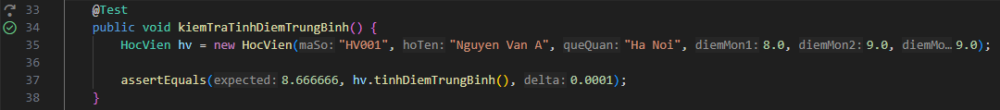 33 @Test
34 public void kiemTraTinhDiemTrungBinh() {
35 HocVien hv = new HocVien(maSo: "HV001", hoTen: "Nguyen Van A", queQuan: "Ha Noi", diemMon1: 8.0, diemMon2: 9.0, diemMo… 9.0);
36
37 assertEquals(expected: 8.666666, hv.tinhDiemTrungBinh(), delta: 0.0001);
38 }